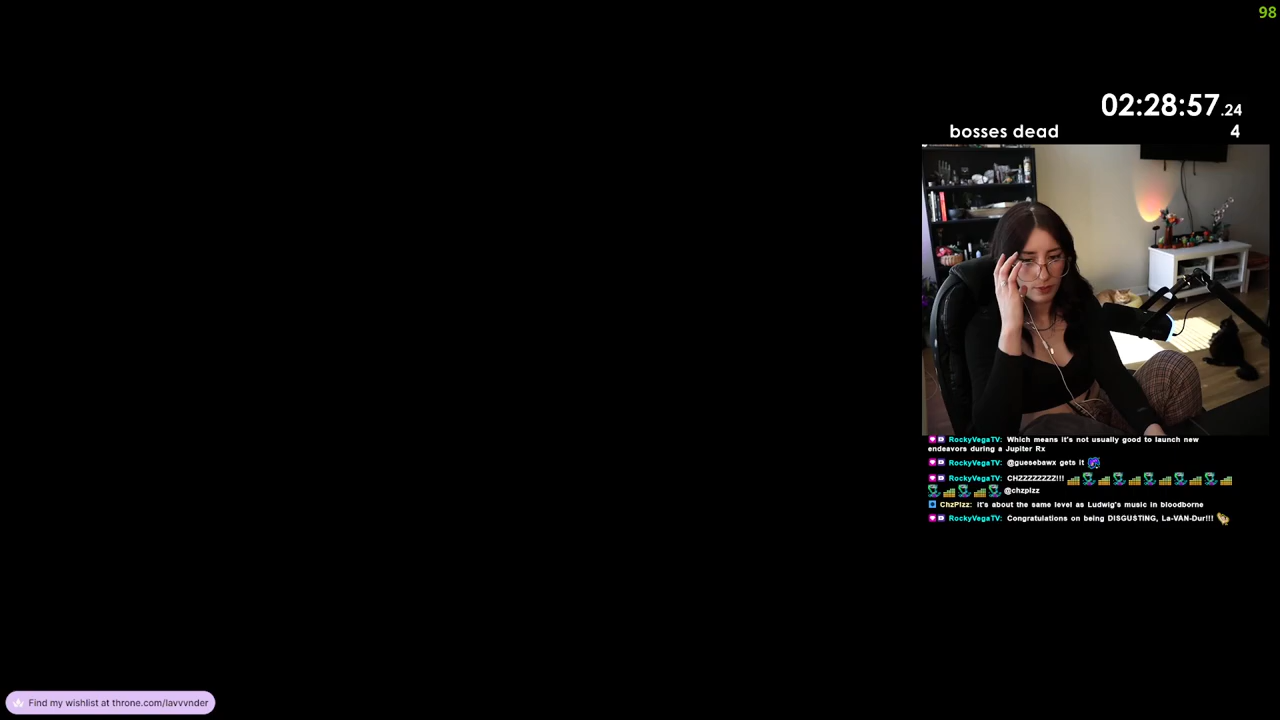 98
02:28:57.24
bosses dead 4
RockyVegaTV: Which means it's not usually good to launch new
endeavors during a Jupiter Rx
RockyVegaTV: @guesebawx gets it
RockyVegaTV: CHZZZZZZZZ!!!
@chzpizz
ChzPizz: It's about the same level as Ludwig's music in bloodborne
RockyVegaTV: Congratulations on being DISGUSTING, La-VAN-Dur!!!
Find my wishlist at throne.com/lavvvnder